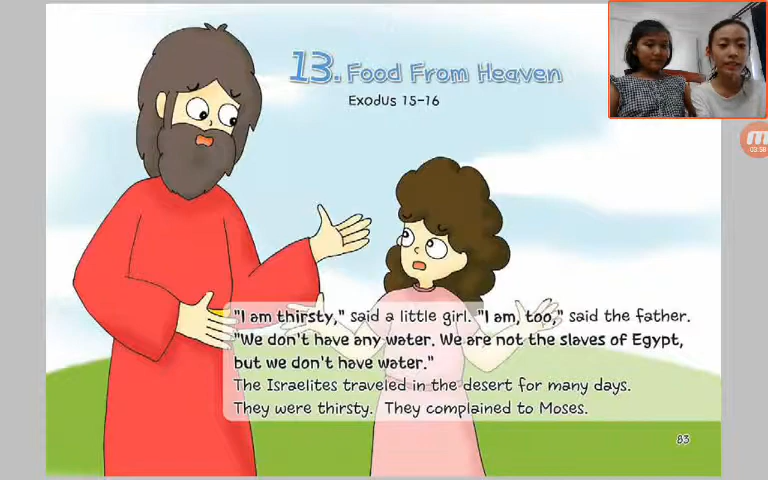 13. Food From Heaven
Exodus 15-16
"I am thirsty," said a little girl. "I am, too," said the father.
"We don't have any water. We are not the slaves of Egypt,
but we don't have water."
The Israelites traveled in the desert for many days.
They were thirsty. They complained to Moses.
83
03:58